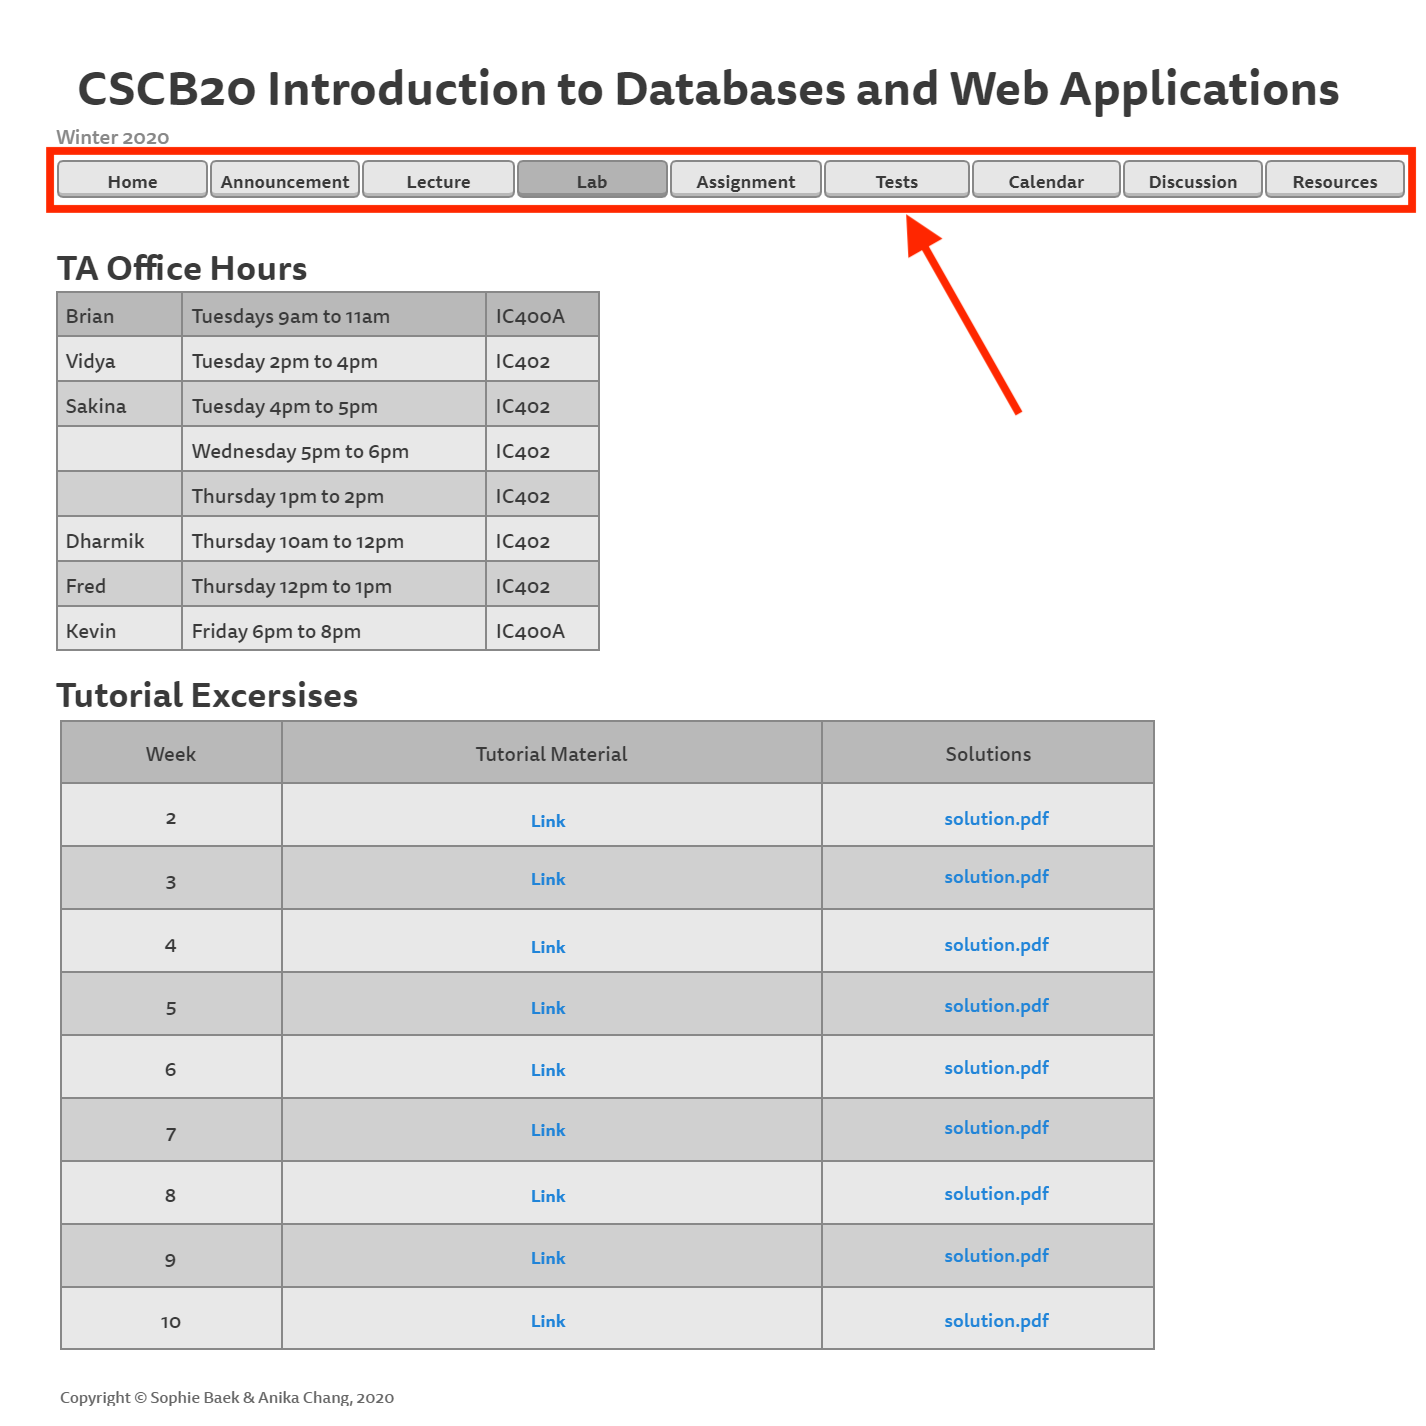 CSCB20 Introduction to Databases and Web Applications
Winter 2020
Home Announcement Lecture Lab Assignment Tests Calendar Discussion Resources
TA Office Hours
Brian Tuesdays 9am to 11am IC400A
Vidya Tuesday 2pm to 4pm IC402
Sakina Tuesday 4pm to 5pm IC402
Wednesday 5pm to 6pm IC402
Thursday 1pm to 2pm IC402
Dharmik Thursday 10am to 12pm IC402
Fred Thursday 12pm to 1pm IC402
Kevin Friday 6pm to 8pm IC400A
Tutorial Excersises
Week Tutorial Material Solutions
2 Link solution.pdf
3 Link solution.pdf
4 Link solution.pdf
5 Link solution.pdf
6 Link solution.pdf
7 Link solution.pdf
8 Link solution.pdf
9 Link solution.pdf
10 Link solution.pdf
Copyright © Sophie Baek & Anika Chang, 2020